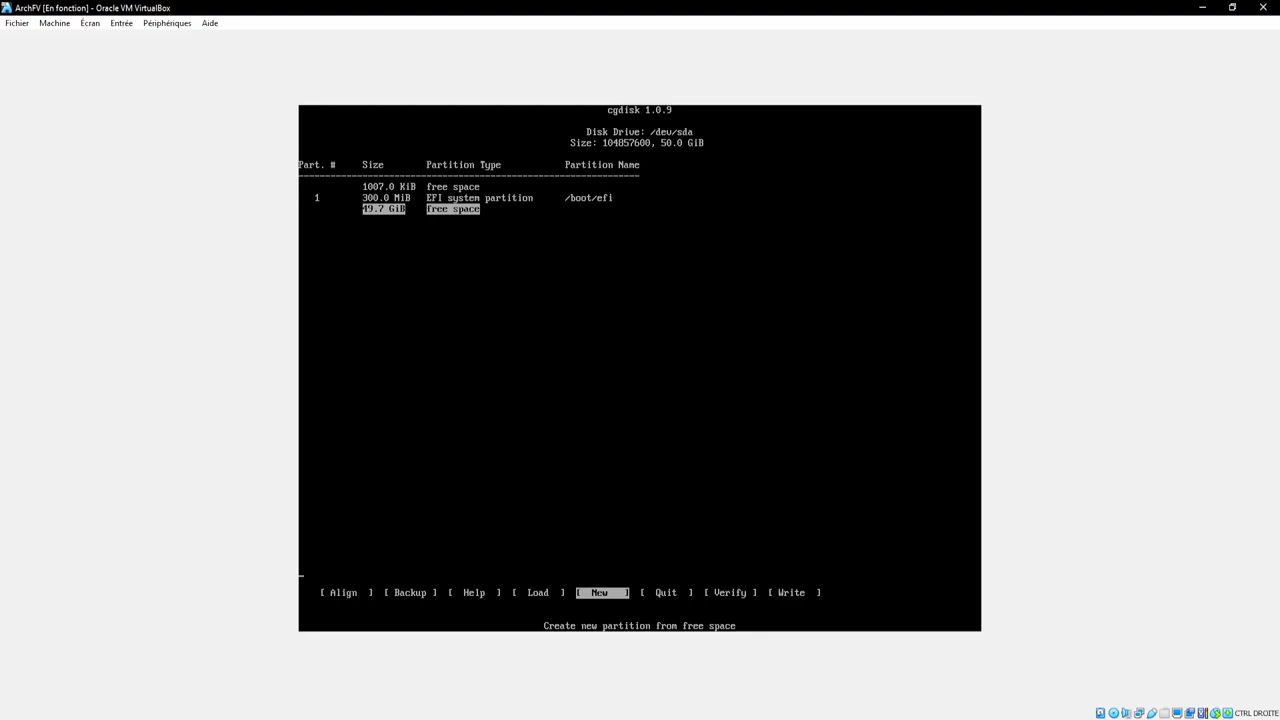 ArchFV [En fonction] - Oracle VM VirtualBox
Fichier Machine Écran Entrée Périphériques Aide
cgdisk 1.0.9
Disk Drive: /dev/sda
Size: 104857600, 50.0 GiB
Part. # Size Partition Type Partition Name
----------------------------------------------------------------
1007.0 KiB free space
1 300.0 MiB EFI system partition /boot/efi
49.7 GiB free space
[ Align ] [ Backup ] [ Help ] [ Load ] [ New ] [ Quit ] [ Verify ] [ Write ]
Create new partition from free space
CTRL DROITE